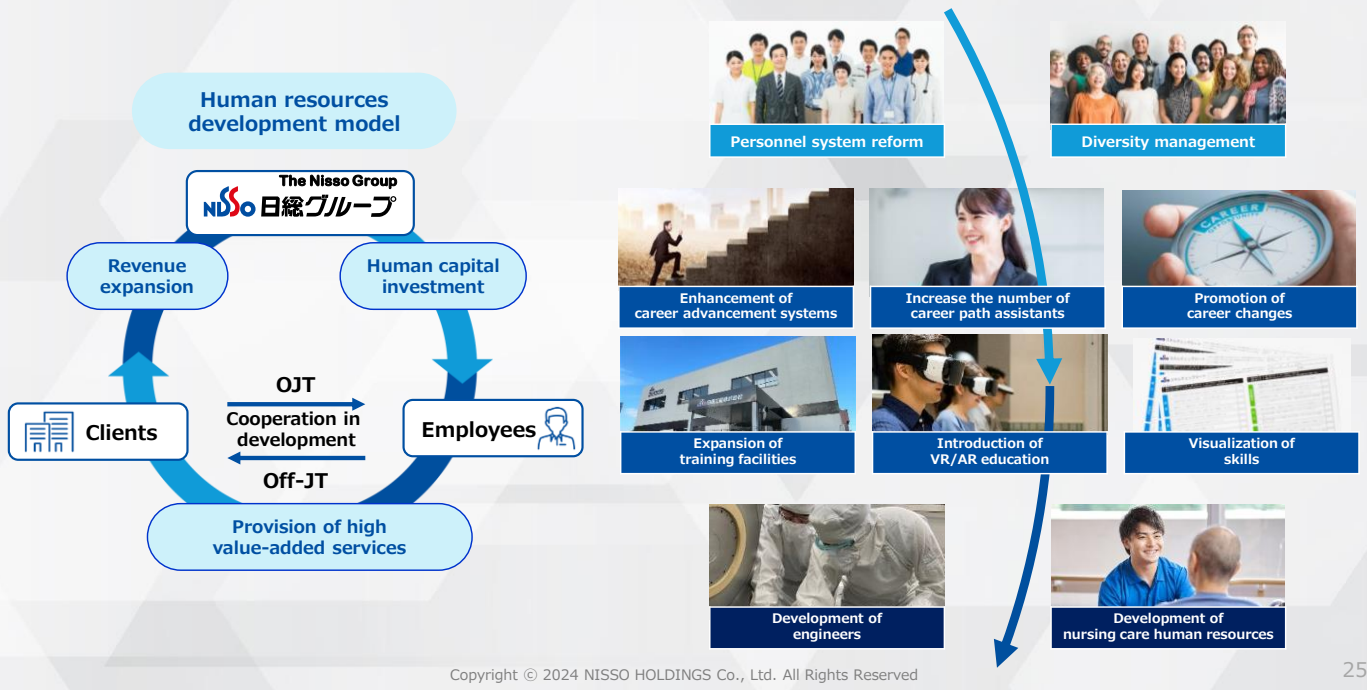 Human resources
development model
The Nisso Group
NISSO 日総グループ
Revenue
expansion
Human capital
investment
OJT
Cooperation in
development
Off-JT
Clients
Employees
Provision of high
value-added services
Personnel system reform
Diversity management
CAREER
Enhancement of
career advancement systems
Increase the number of
career path assistants
Promotion of
career changes
Expansion of
training facilities
Introduction of
VR/AR education
Visualization of
skills
Development of
engineers
Development of
nursing care human resources
Copyright © 2024 NISSO HOLDINGS Co., Ltd. All Rights Reserved
25